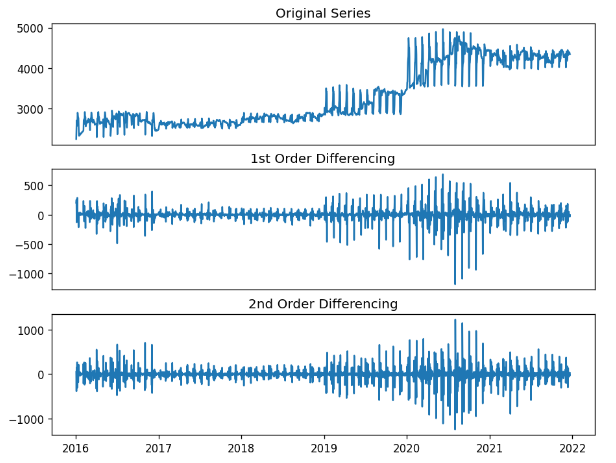 Original Series
5000
4000
3000
1st Order Differencing
500
0
−500
−1000
2nd Order Differencing
1000
0
−1000
2016 2017 2018 2019 2020 2021 2022